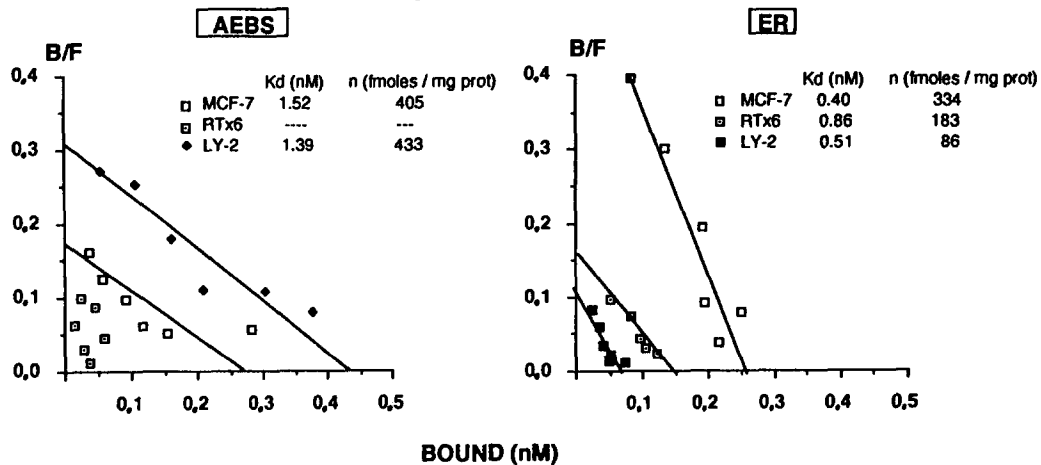 AEBS
B/F
Kd (nM) n (fmoles / mg prot)
MCF-7 1.52 405
RTx6 ---- ---
LY-2 1.39 433
0,4
0,3
0,2
0,1
0,0
0,1 0,2 0,3 0,4 0,5
ER
B/F
Kd (nM) n (fmoles / mg prot)
MCF-7 0.40 334
RTx6 0.86 183
LY-2 0.51 86
0,4
0,3
0,2
0,1
0,0
0,1 0,2 0,3 0,4 0,5
BOUND (nM)